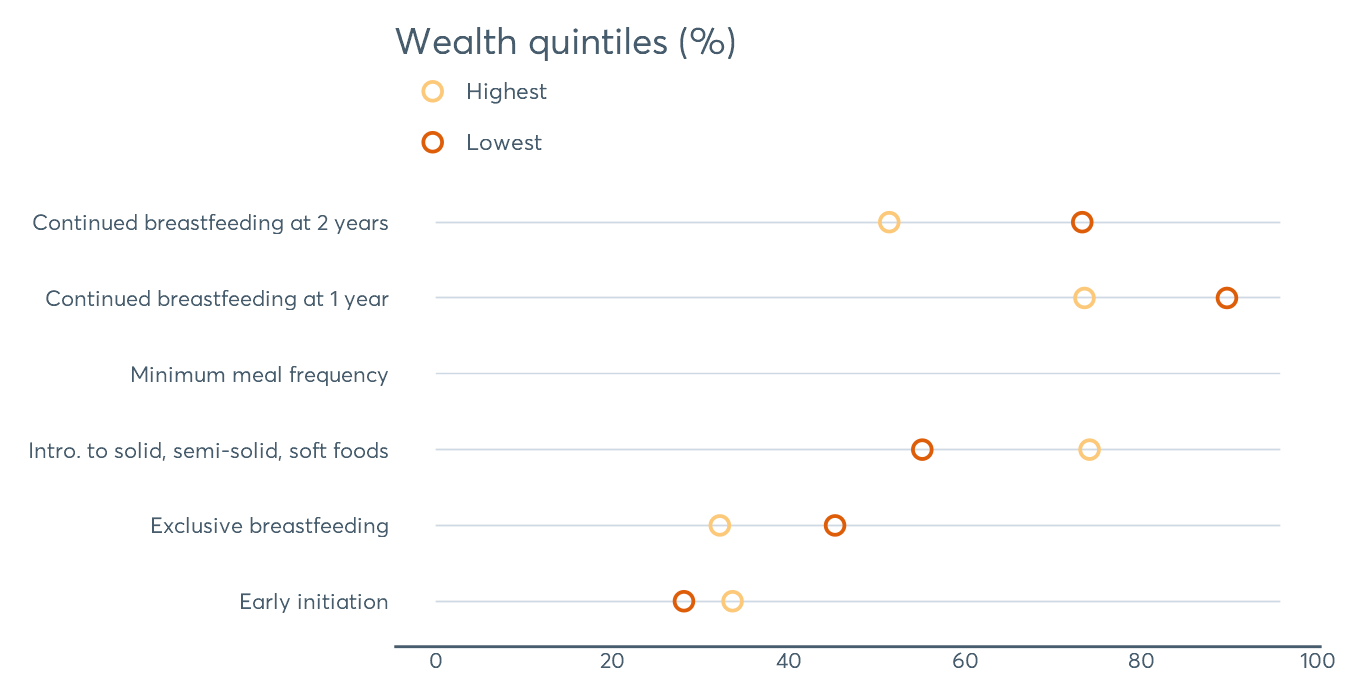 Wealth quintiles (%)
Highest
Lowest
Continued breastfeeding at 2 years
Continued breastfeeding at 1 year
Minimum meal frequency
Intro. to solid, semi-solid, soft foods
Exclusive breastfeeding
Early initiation
0 20 40 60 80 100